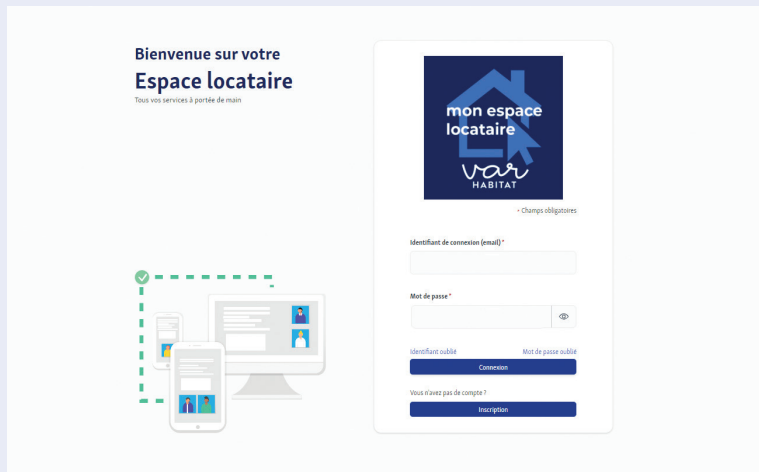 Bienvenue sur votre
Espace locataire
Tous vos services à portée de main
mon espace
locataire
var
HABITAT
* Champs obligatoires
Identifiant de connexion (email) *
Mot de passe *
Identifiant oublié
Mot de passe oublié
Connexion
Vous n'avez pas de compte ?
Inscription